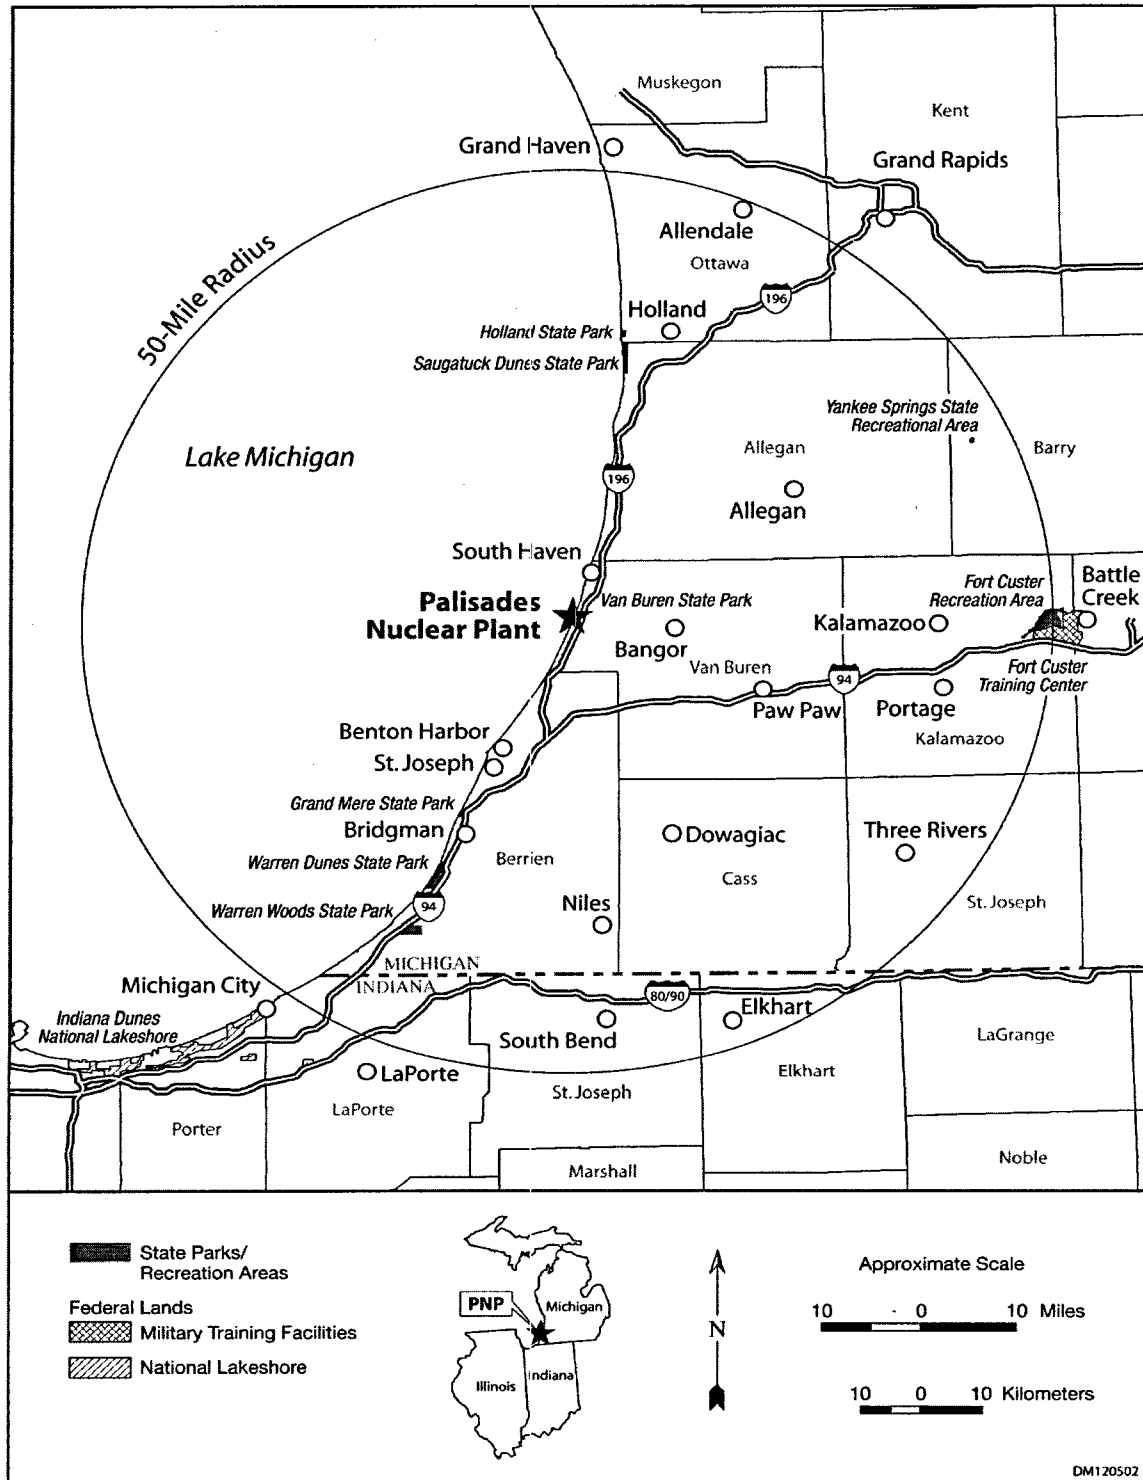 Muskegon
Kent
Grand Haven
Grand Rapids
50-Mile Radius
Allendale
Ottawa
196
Holland
Holland State Park
Saugatuck Dunes State Park
Yankee Springs State
Recreational Area
Lake Michigan
Allegan
Barry
196
Allegan
South Haven
Fort Custer
Recreation Area
Battle
Creek
Palisades
Nuclear Plant
Van Buren State Park
Kalamazoo
Bangor
Van Buren
94
Fort Custer
Training Center
Paw Paw
Portage
Kalamazoo
Benton Harbor
St. Joseph
Grand Mere State Park
Bridgman
Dowagiac
Three Rivers
Warren Dunes State Park
Berrien
Cass
Warren Woods State Park
94
Niles
St. Joseph
MICHIGAN
INDIANA
Michigan City
80/90
Elkhart
Indiana Dunes
National Lakeshore
South Bend
LaGrange
LaPorte
Elkhart
St. Joseph
LaPorte
Porter
Marshall
Noble
State Parks/
Recreation Areas
Federal Lands
Military Training Facilities
National Lakeshore
PNP
Michigan
Illinois
Indiana
N
Approximate Scale
10 - 0 10 Miles
10 0 10 Kilometers
DM120502